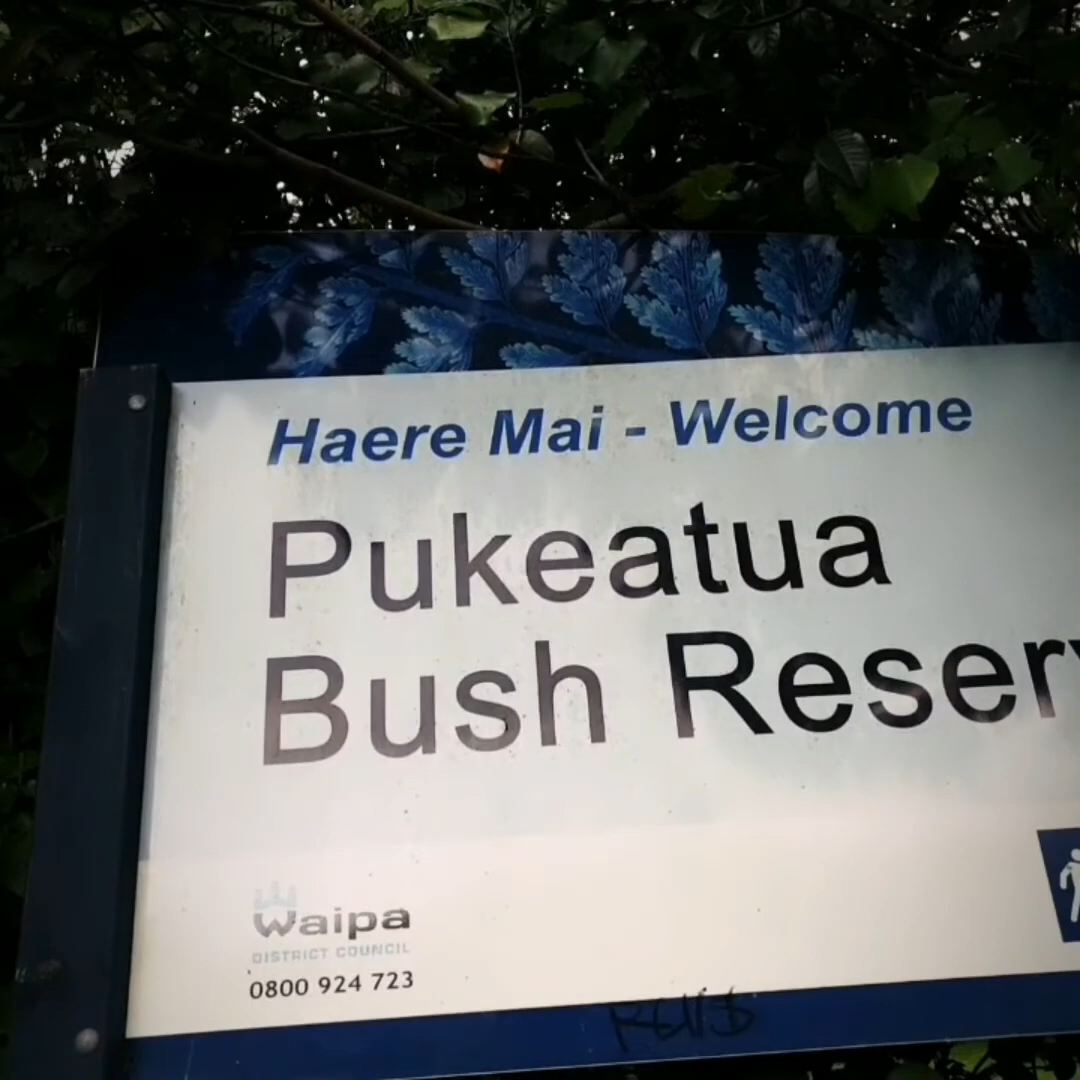 Haere Mai - Welcome
Pukeatua
Bush Reserv
Waipa
DISTRICT COUNCIL
0800 924 723